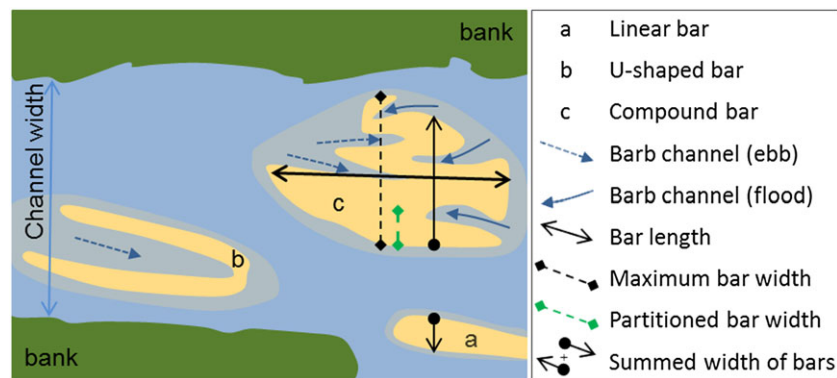 bank
Channel width
c
b
bank
a
a Linear bar
b U-shaped bar
c Compound bar
Barb channel (ebb)
Barb channel (flood)
Bar length
Maximum bar width
Partitioned bar width
+ Summed width of bars